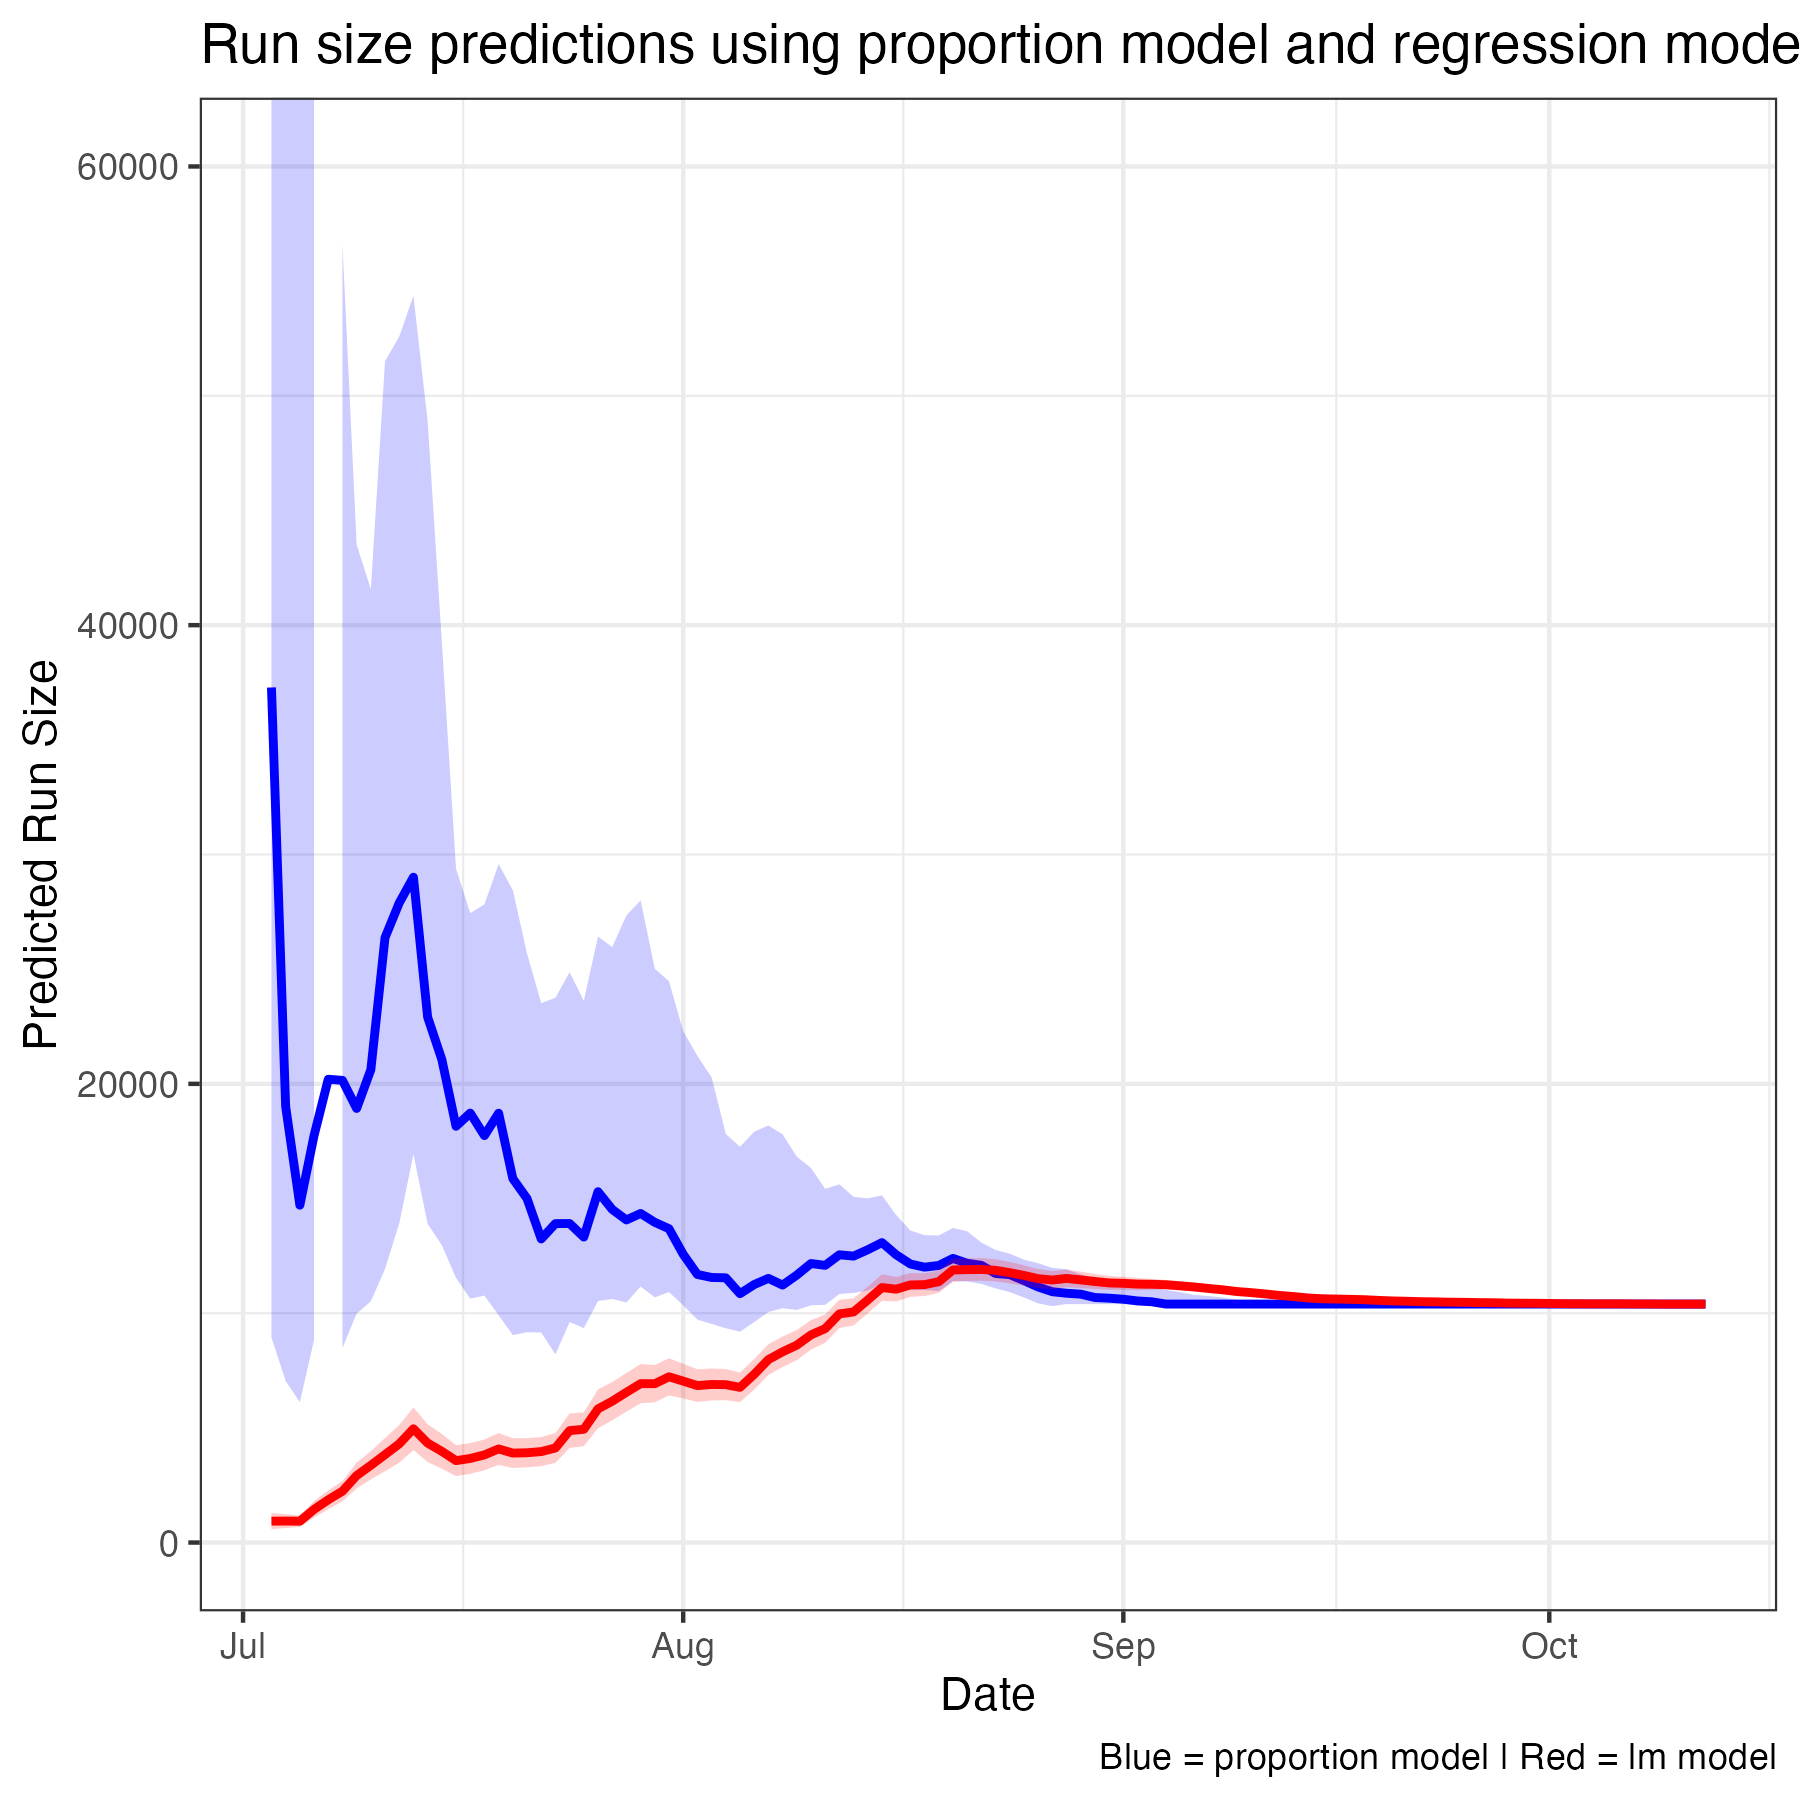 Run size predictions using proportion model and regression mode
60000
40000
20000
0
Predicted Run Size
Jul Aug Sep Oct
Date
Blue = proportion model | Red = lm model